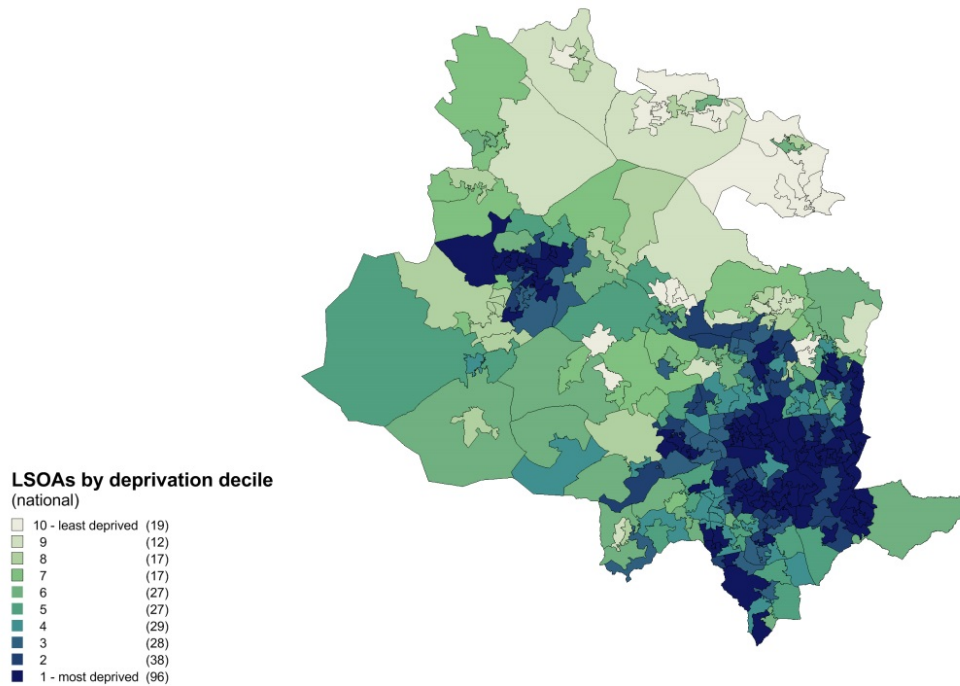 LSOAs by deprivation decile
(national)
10 - least deprived (19)
9 (12)
8 (17)
7 (17)
6 (27)
5 (27)
4 (29)
3 (28)
2 (38)
1 - most deprived (96)